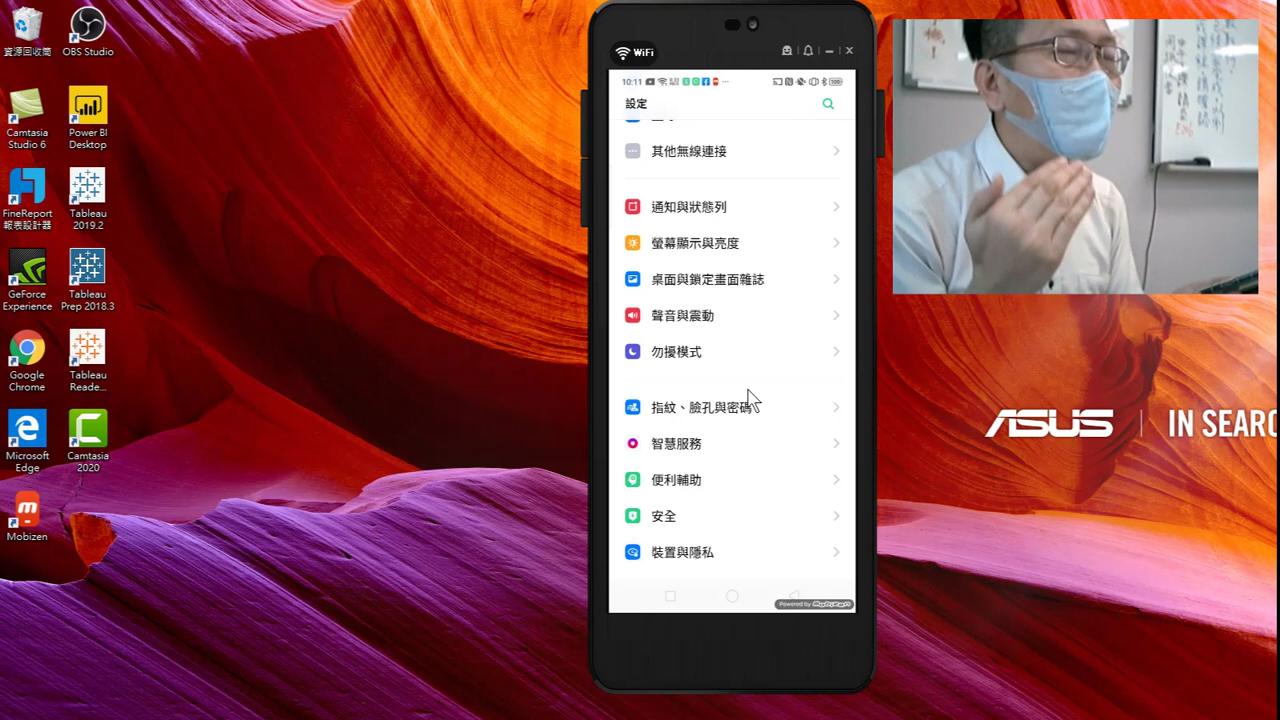 資源回收筒
OBS Studio
Camtasia
Studio 6
Power BI
Desktop
FineReport
報表設計器
Tableau
2019.2
GeForce
Experience
Tableau
Prep 2018.3
Google
Chrome
Tableau
Reade...
Microsoft
Edge
Camtasia
2020
Mobizen
WiFi
10:11
100
設定
其他無線連接
通知與狀態列
螢幕顯示與亮度
桌面與鎖定畫面雜誌
聲音與震動
勿擾模式
指紋、臉孔與密碼
智慧服務
便利輔助
安全
裝置與隱私
Powered by Mobizen
ASUS
IN SEARC